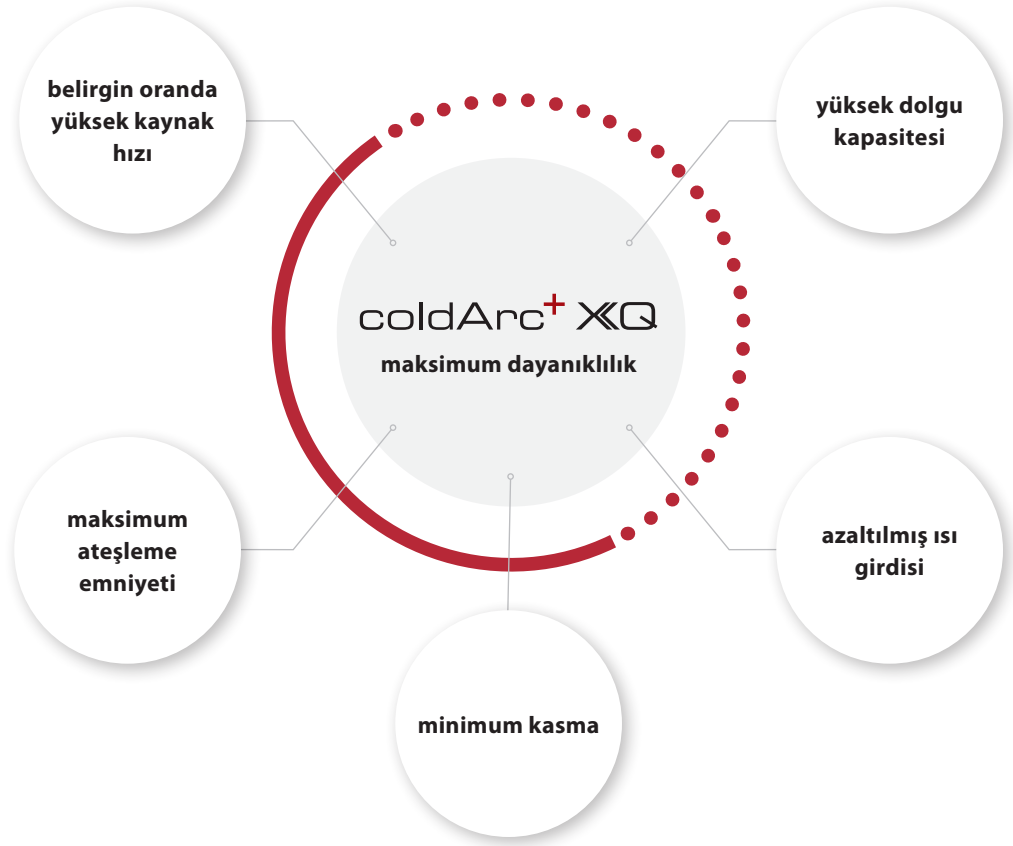 belirgin oranda
yüksek kaynak
hızı
yüksek dolgu
kapasitesi
coldArc+ XQ
maksimum dayanıklılık
maksimum
ateşleme
emniyeti
azaltılmış ısı
girdisi
minimum kasma